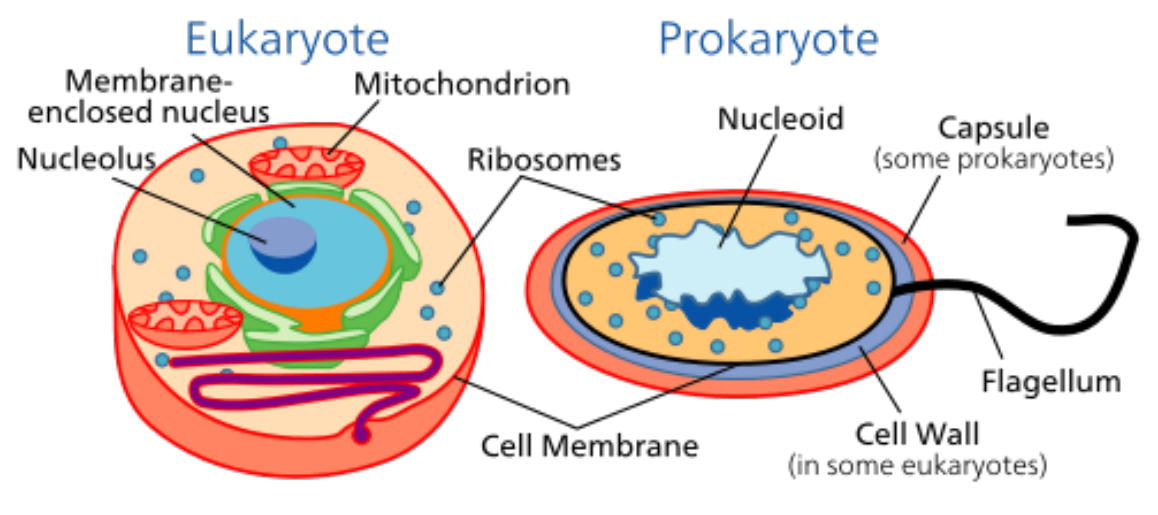 Eukaryote
Prokaryote
Membrane-
enclosed nucleus
Mitochondrion
Nucleolus
Ribosomes
Nucleoid
Capsule
(some prokaryotes)
Cell Membrane
Flagellum
Cell Wall
(in some eukaryotes)